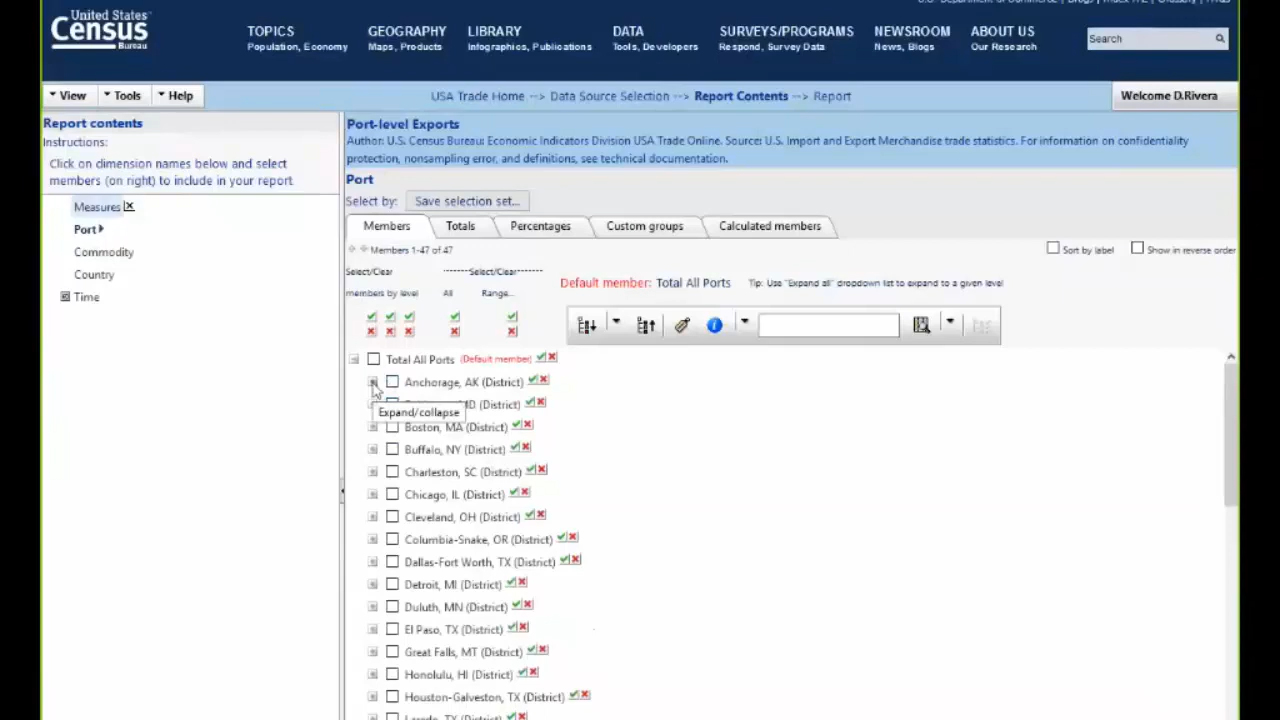 United States
Census
Bureau
TOPICS
Population, Economy
GEOGRAPHY
Maps, Products
LIBRARY
Infographics, Publications
DATA
Tools, Developers
SURVEYS/PROGRAMS
Respond, Survey Data
NEWSROOM
News, Blogs
ABOUT US
Our Research
Search
View
Tools
Help
USA Trade Home --> Data Source Selection --> Report Contents --> Report
Welcome D.Rivera
Report contents
Instructions:
Click on dimension names below and select
members (on right) to include in your report
Measures
Port
Commodity
Country
Time
Port-level Exports
Author: U.S. Census Bureau: Economic Indicators Division USA Trade Online. Source: U.S. Import and Export Merchandise trade statistics. For information on confidentiality
protection, nonsampling error, and definitions, see technical documentation.
Port
Select by: Save selection set...
Members
Totals
Percentages
Custom groups
Calculated members
Members 1-47 of 47
Sort by label
Show in reverse order
Select/Clear
-------Select/Clear--------
members by level
All
Range...
Default member: Total All Ports
Tip: Use "Expand all" dropdown list to expand to a given level
Total All Ports (Default member)
Anchorage, AK (District)
MD (District)
Expand/collapse
Boston, MA (District)
Buffalo, NY (District)
Charleston, SC (District)
Chicago, IL (District)
Cleveland, OH (District)
Columbia-Snake, OR (District)
Dallas-Fort Worth, TX (District)
Detroit, MI (District)
Duluth, MN (District)
El Paso, TX (District)
Great Falls, MT (District)
Honolulu, HI (District)
Houston-Galveston, TX (District)
Laredo, TX (District)